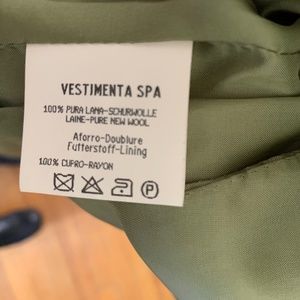 VESTIMENTA SPA
100% PURA LANA-SCHURWOLLE
LAINE-PURE NEW WOOL
Aforro-Doublure
Futterstoff-Lining
100% CUPRO-RAYON
P